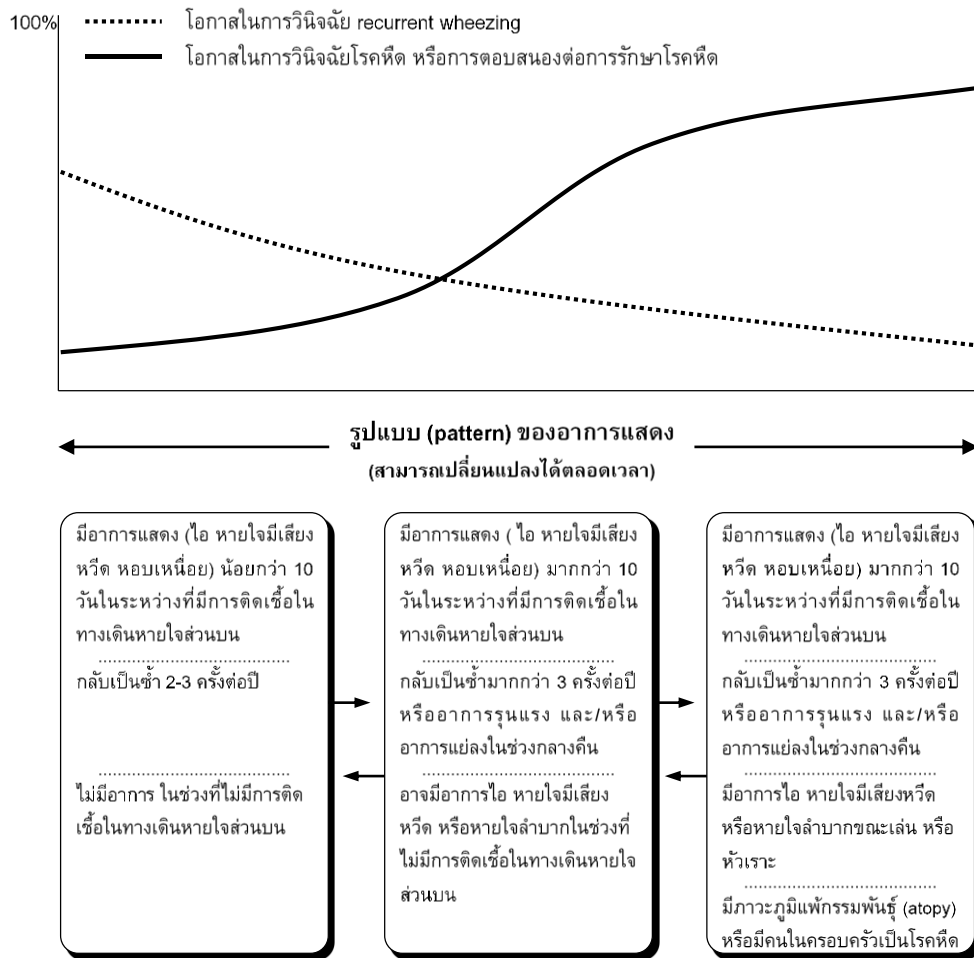 100%
โอกาสในการวินิจฉัย recurrent wheezing
โอกาสในการวินิจฉัยโรคหืด หรือการตอบสนองต่อการรักษาโรคหืด
รูปแบบ (pattern) ของอาการแสดง
(สามารถเปลี่ยนแปลงได้ตลอดเวลา)
มีอาการแสดง (ไอ หายใจมีเสียง
หวีด หอบเหนื่อย) น้อยกว่า 10
วันในระหว่างที่มีการติดเชื้อใน
ทางเดินหายใจส่วนบน
กลับเป็นซ้ำ 2-3 ครั้งต่อปี
ไม่มีอาการ ในช่วงที่ไม่มีการติด
เชื้อในทางเดินหายใจส่วนบน
มีอาการแสดง ( ไอ หายใจมีเสียง
หวีด หอบเหนื่อย) มากกว่า 10
วันในระหว่างที่มีการติดเชื้อใน
ทางเดินหายใจส่วนบน
กลับเป็นซ้ำมากกว่า 3 ครั้งต่อปี
หรืออาการรุนแรง และ/หรือ
อาการแย่ลงในช่วงกลางคืน
อาจมีอาการไอ หายใจมีเสียง
หวีด หรือหายใจลำบากในช่วงที่
ไม่มีการติดเชื้อในทางเดินหายใจ
ส่วนบน
มีอาการแสดง (ไอ หายใจมีเสียง
หวีด หอบเหนื่อย) มากกว่า 10
วันในระหว่างที่มีการติดเชื้อใน
ทางเดินหายใจส่วนบน
กลับเป็นซ้ำมากกว่า 3 ครั้งต่อปี
หรืออาการรุนแรง และ/หรือ
อาการแย่ลงในช่วงกลางคืน
มีอาการไอ หายใจมีเสียงหวีด
หรือหายใจลำบากขณะเล่น หรือ
หัวเราะ
มีภาวะภูมิแพ้กรรมพันธุ์ (atopy)
หรือมีคนในครอบครัวเป็นโรคหืด